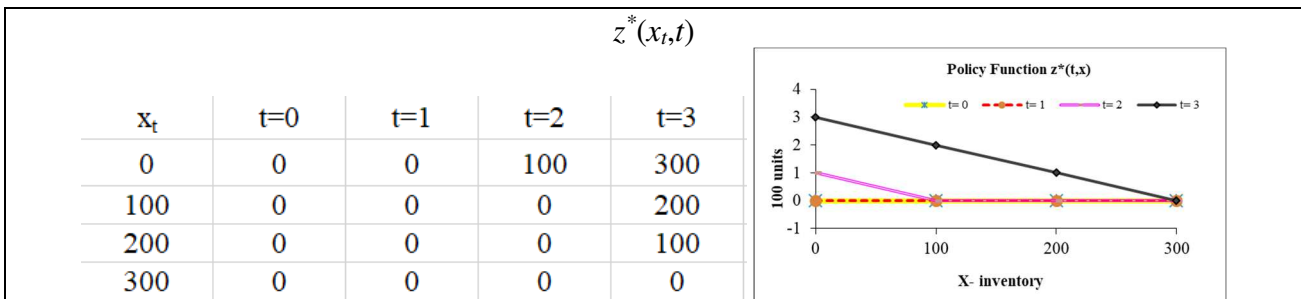 z*(xₜ,t)
xₜ t=0 t=1 t=2 t=3
0 0 0 100 300
100 0 0 0 200
200 0 0 0 100
300 0 0 0 0
Policy Function z*(t,x)
t= 0 t= 1 t= 2 t= 3
4
3
2
1
0
-1
100 units
0 100 200 300
X- inventory